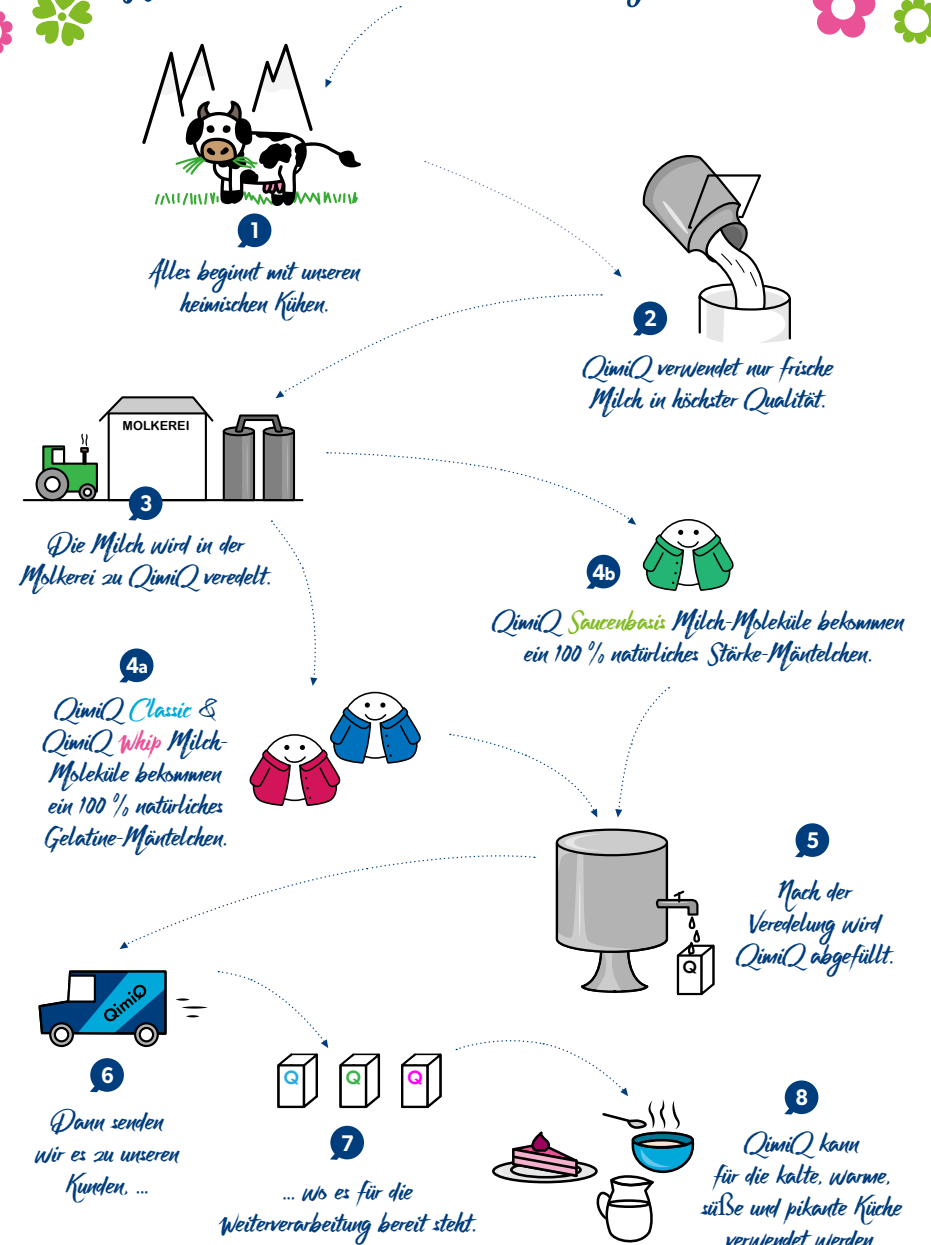 1
Alles beginnt mit unseren
heimischen Kühen.
2
QimiQ verwendet nur frische
Milch in höchster Qualität.
MOLKEREI
3
Die Milch wird in der
Molkerei zu QimiQ veredelt.
4b
QimiQ Saucenbasis Milch-Moleküle bekommen
ein 100 % natürliches Stärke-Mäntelchen.
4a
QimiQ Classic &
QimiQ Whip Milch-
Moleküle bekommen
ein 100 % natürliches
Gelatine-Mäntelchen.
5
Nach der
Veredelung wird
QimiQ abgefüllt.
Q
QimiQ
6
Dann senden
wir es zu unseren
Kunden, ...
Q Q Q
7
... wo es für die
Weiterverarbeitung bereit steht.
8
QimiQ kann
für die kalte, warme,
süße und pikante Küche
verwendet werden